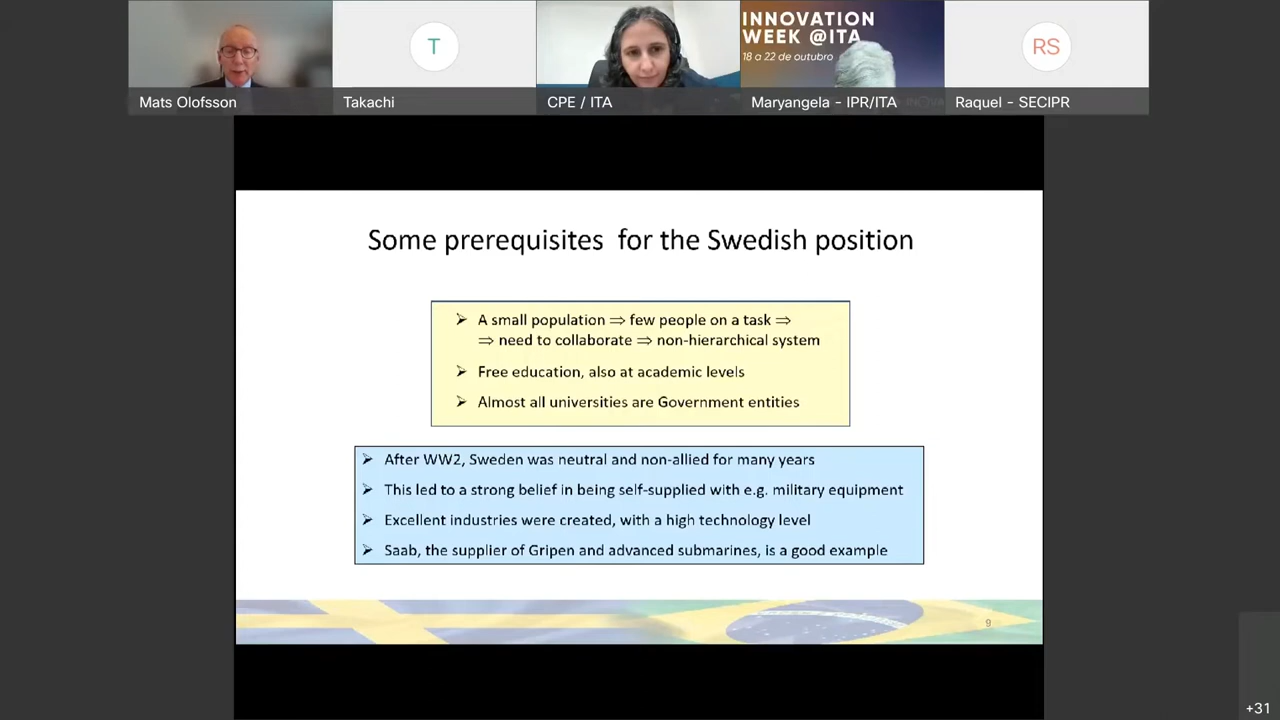 INNOVATION
WEEK @ITA
18 a 22 de outubro
T
RS
Mats Olofsson
Takachi
CPE / ITA
Maryangela - IPR/ITA
Raquel - SECIPR
Some prerequisites for the Swedish position
➢ A small population ⇒ few people on a task ⇒
⇒ need to collaborate ⇒ non-hierarchical system
➢ Free education, also at academic levels
➢ Almost all universities are Government entities
➢ After WW2, Sweden was neutral and non-allied for many years
➢ This led to a strong belief in being self-supplied with e.g. military equipment
➢ Excellent industries were created, with a high technology level
➢ Saab, the supplier of Gripen and advanced submarines, is a good example
9
+31